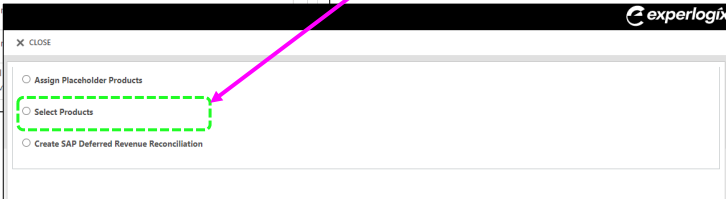 experlogix
✕ CLOSE
Assign Placeholder Products
Select Products
Create SAP Deferred Revenue Reconciliation